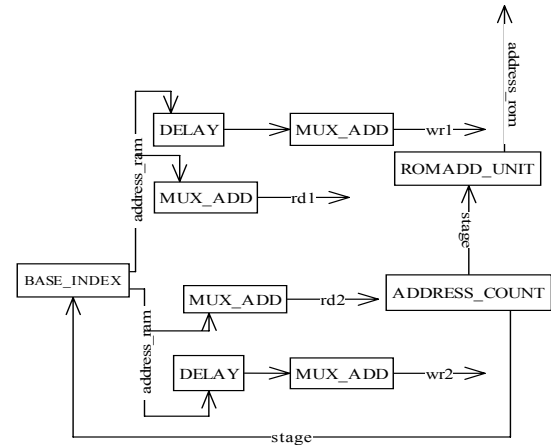 address_rom
DELAY
MUX_ADD
wr1
address_ram
ROMADD_UNIT
MUX_ADD
rd1
stage
BASE_INDEX
MUX_ADD
rd2
ADDRESS_COUNT
address_ram
DELAY
MUX_ADD
wr2
stage